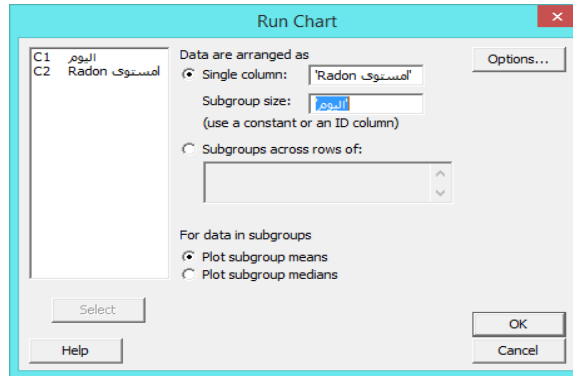 Run Chart
C1 اليوم
C2 امستوى Radon
Data are arranged as
Single column: 'امستوى Radon'
Subgroup size: 'اليوم'
(use a constant or an ID column)
Subgroups across rows of:
For data in subgroups
Plot subgroup means
Plot subgroup medians
Options...
Select
Help
OK
Cancel